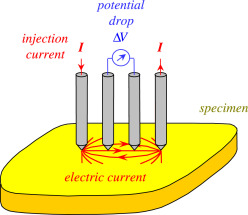 potential
drop
ΔV
injection
current
I
I
specimen
electric current